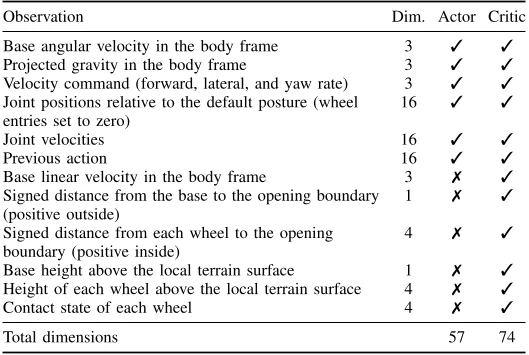 Observation Dim. Actor Critic
Base angular velocity in the body frame 3 ✓ ✓
Projected gravity in the body frame 3 ✓ ✓
Velocity command (forward, lateral, and yaw rate) 3 ✓ ✓
Joint positions relative to the default posture (wheel 16 ✓ ✓
entries set to zero)
Joint velocities 16 ✓ ✓
Previous action 16 ✓ ✓
Base linear velocity in the body frame 3 ✗ ✓
Signed distance from the base to the opening boundary 1 ✗ ✓
(positive outside)
Signed distance from each wheel to the opening 4 ✗ ✓
boundary (positive inside)
Base height above the local terrain surface 1 ✗ ✓
Height of each wheel above the local terrain surface 4 ✗ ✓
Contact state of each wheel 4 ✗ ✓
Total dimensions 57 74